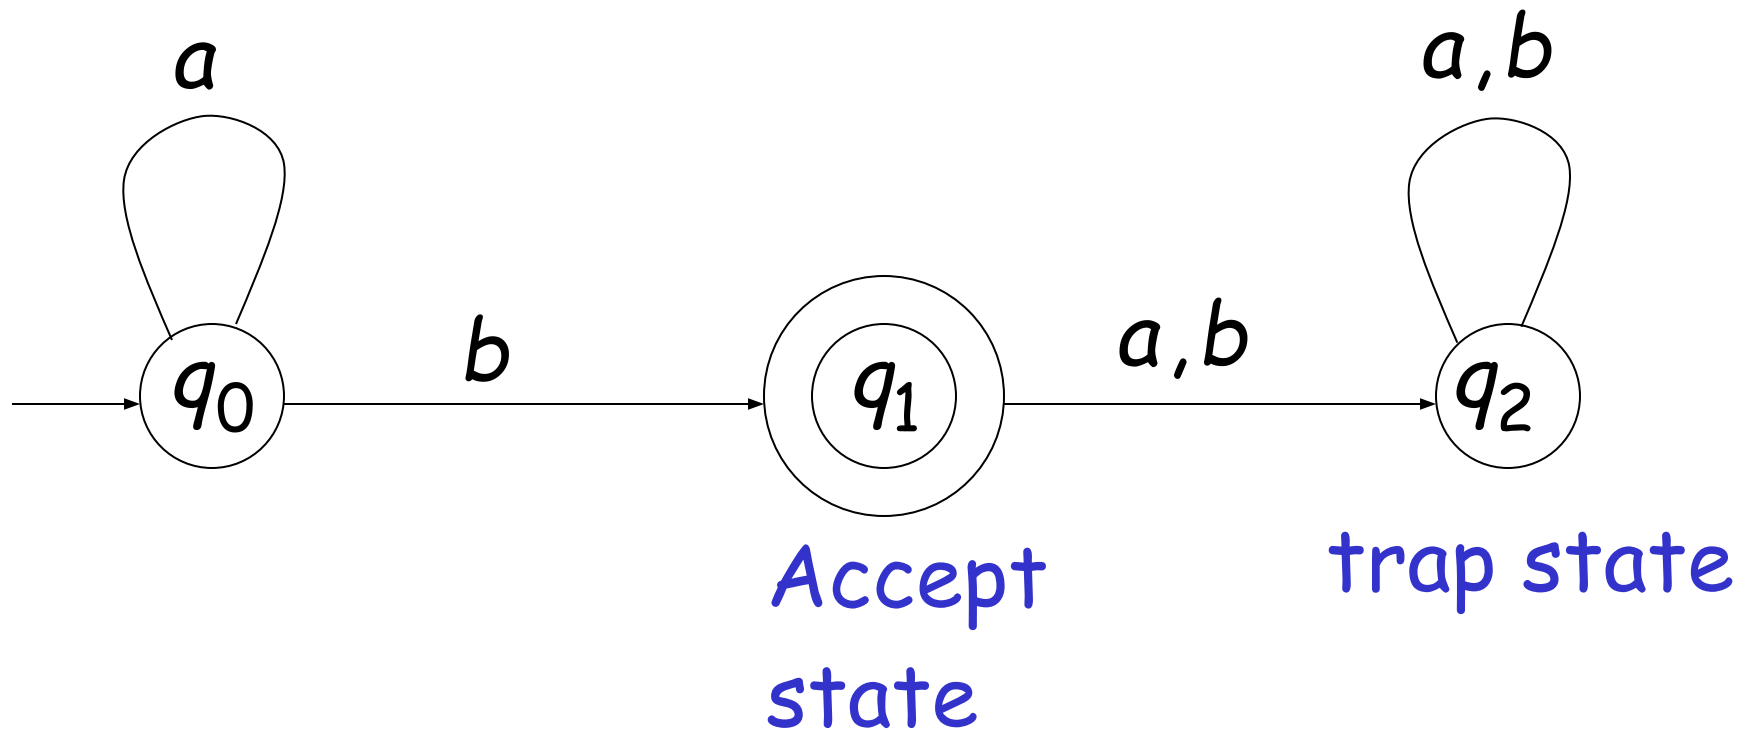 a
a,b
b
a,b
q0
q1
q2
Accept
state
trap state